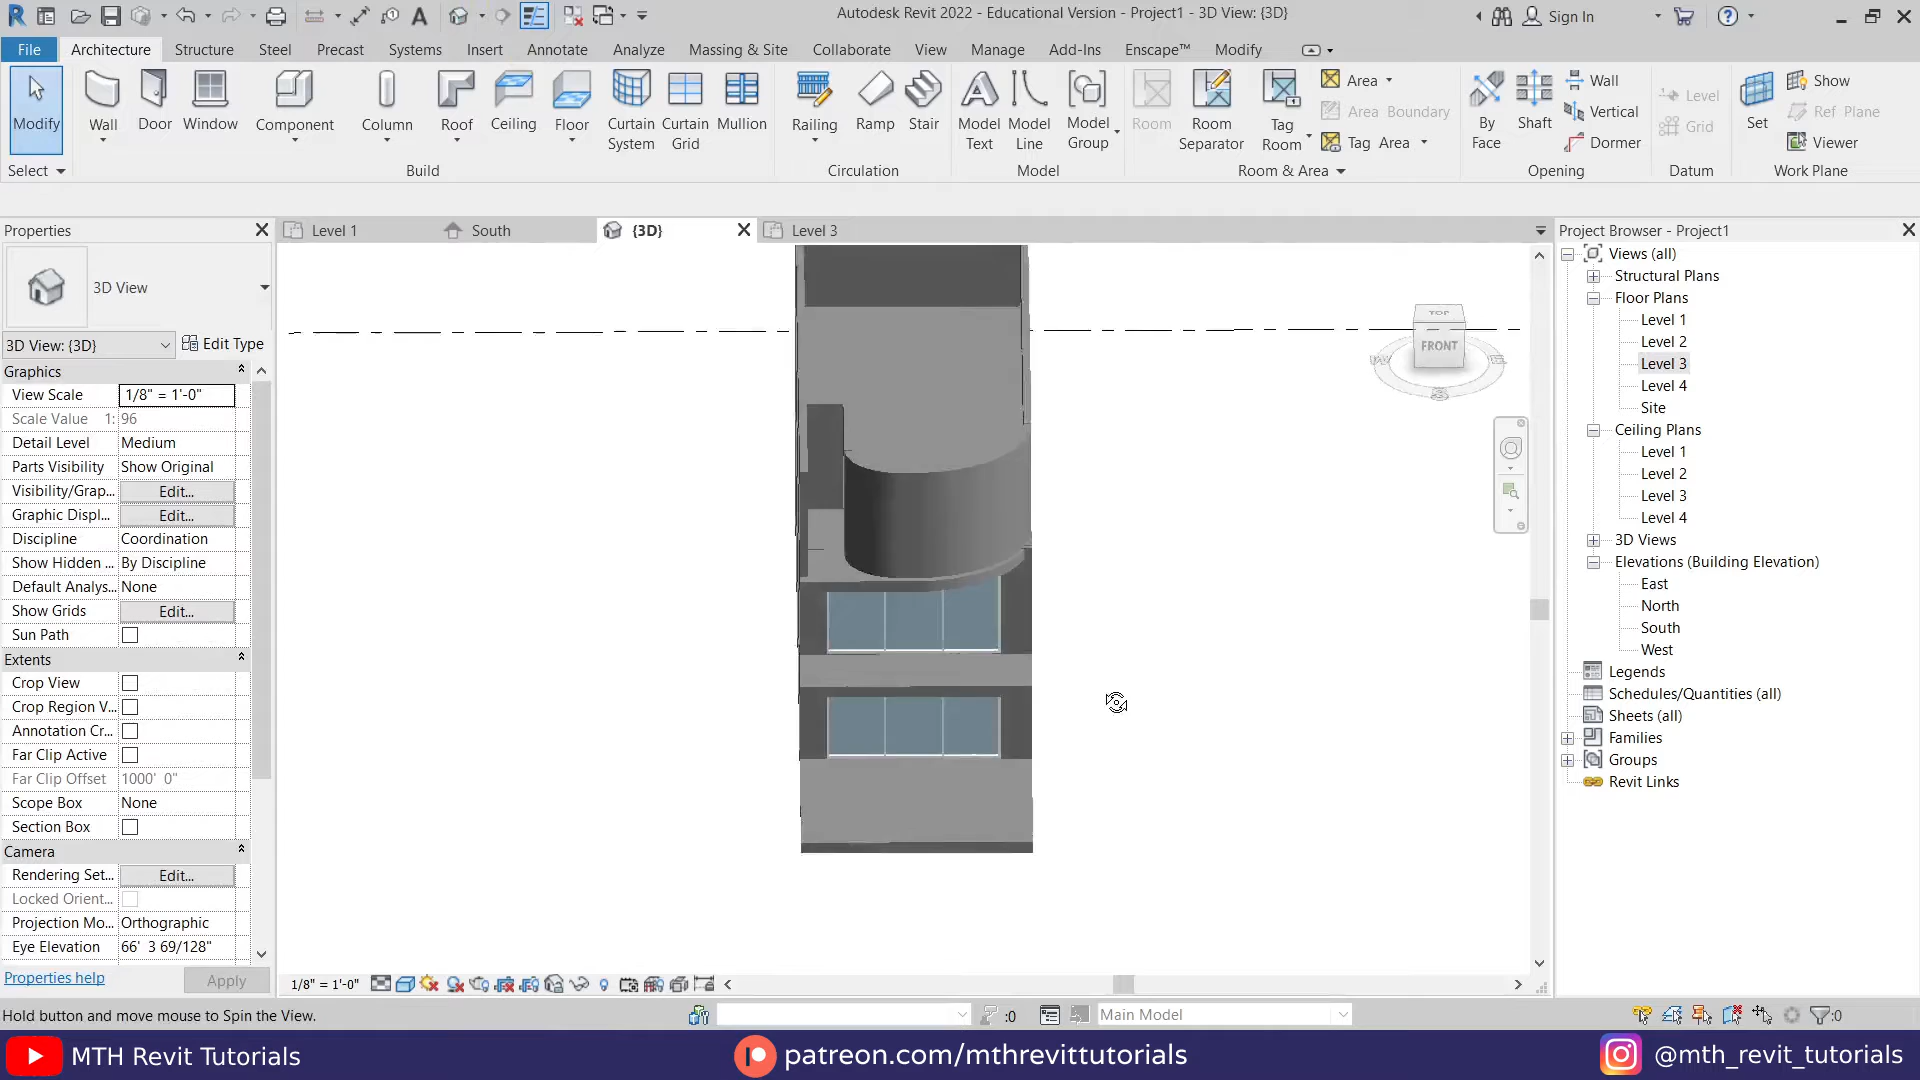 Autodesk Revit 2022 - Educational Version - Project1 - 3D View: {3D}
Sign In
File
Architecture
Structure
Steel
Precast
Systems
Insert
Annotate
Analyze
Massing & Site
Collaborate
View
Manage
Add-Ins
Enscape™
Modify
Modify
Wall
Door
Window
Component
Column
Roof
Ceiling
Floor
Curtain System
Curtain Grid
Mullion
Railing
Ramp
Stair
Model Text
Model Line
Model Group
Room
Room Separator
Tag Room
Area
Area Boundary
Tag Area
By Face
Shaft
Wall
Vertical
Dormer
Level
Grid
Set
Show
Ref Plane
Viewer
Select
Build
Circulation
Model
Room & Area
Opening
Datum
Work Plane
Properties
Level 1
South
{3D}
Level 3
Project Browser - Project1
3D View
3D View: {3D}
Edit Type
Graphics
View Scale 1/8" = 1'-0"
Scale Value 1: 96
Detail Level Medium
Parts Visibility Show Original
Visibility/Grap... Edit...
Graphic Displ... Edit...
Discipline Coordination
Show Hidden ... By Discipline
Default Analys... None
Show Grids Edit...
Sun Path
Extents
Crop View
Crop Region V...
Annotation Cr...
Far Clip Active
Far Clip Offset 1000' 0"
Scope Box None
Section Box
Camera
Rendering Set... Edit...
Locked Orient...
Projection Mo... Orthographic
Eye Elevation 66' 3 69/128"
Properties help
Apply
TOP
FRONT
Views (all)
Structural Plans
Floor Plans
Level 1
Level 2
Level 3
Level 4
Site
Ceiling Plans
Level 1
Level 2
Level 3
Level 4
3D Views
Elevations (Building Elevation)
East
North
South
West
Legends
Schedules/Quantities (all)
Sheets (all)
Families
Groups
Revit Links
1/8" = 1'-0"
Hold button and move mouse to Spin the View.
:0
Main Model
:0
MTH Revit Tutorials
patreon.com/mthrevittutorials
@mth_revit_tutorials